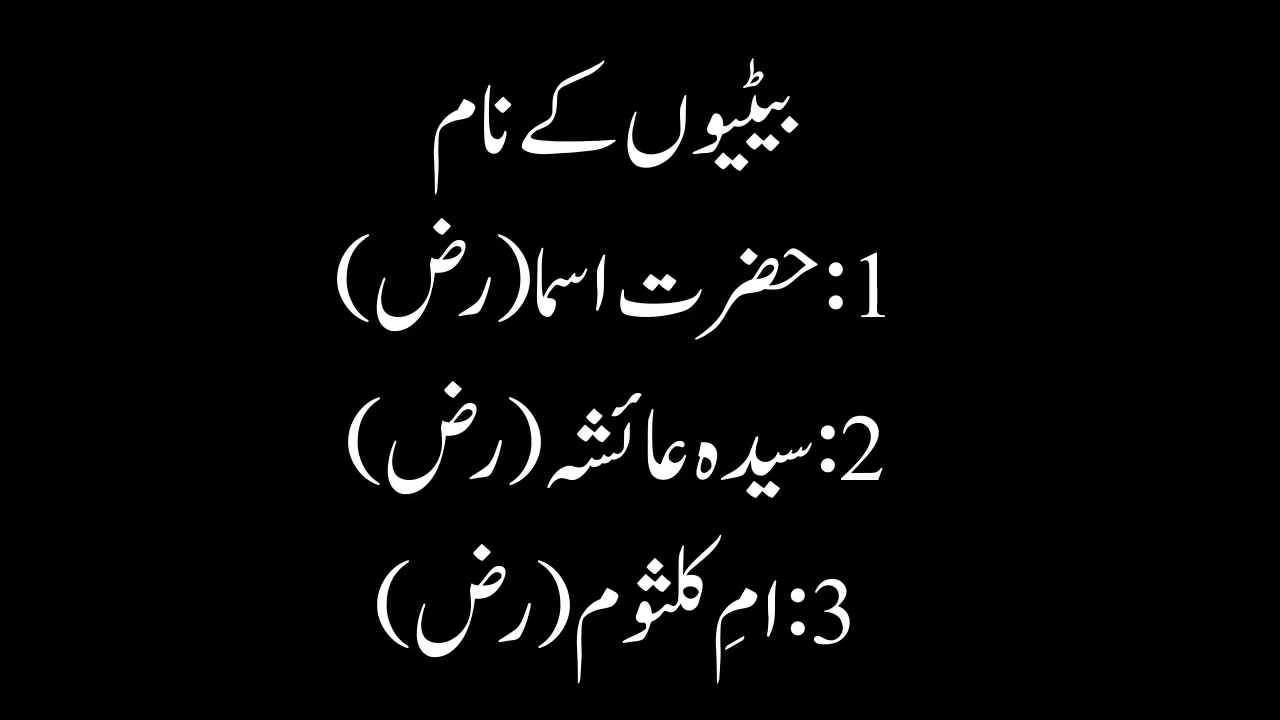 بیٹیوں کے نام
1:حضرت اسما(رض)
2:سیدہ عائشہ (رض)
3:امِ کلثوم(رض)